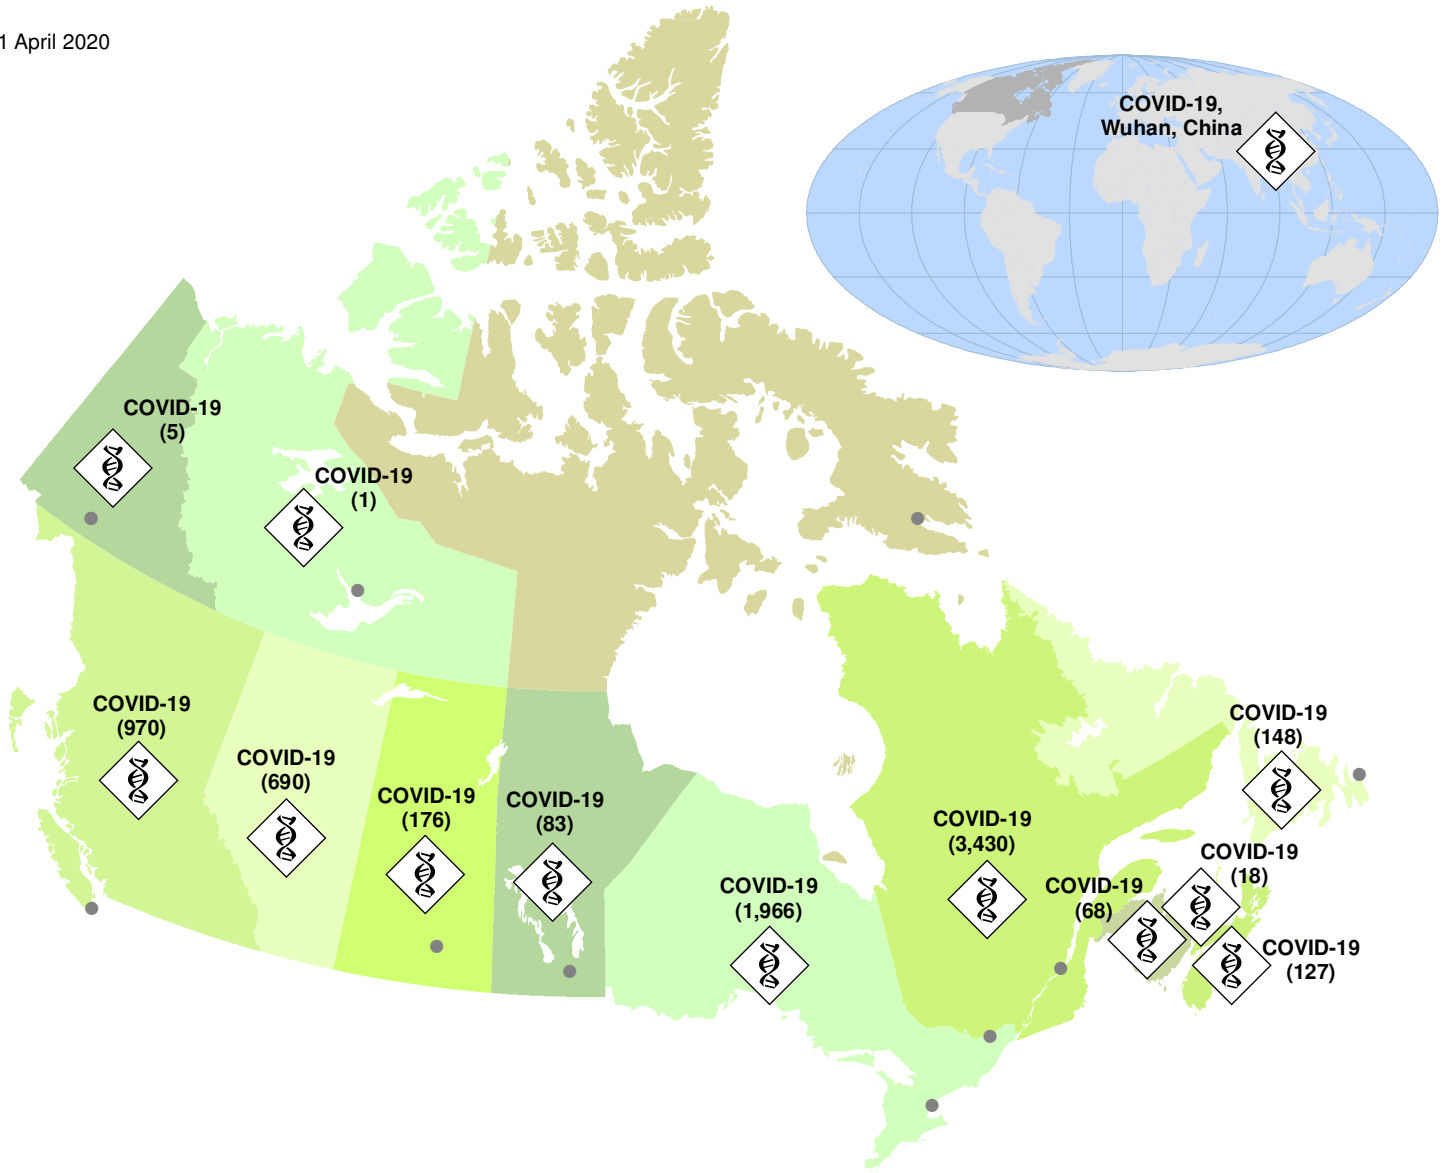 1 April 2020
COVID-19,
Wuhan, China
COVID-19
(5)
COVID-19
(1)
COVID-19
(970)
COVID-19
(690)
COVID-19
(176)
COVID-19
(83)
COVID-19
(1,966)
COVID-19
(3,430)
COVID-19
(68)
COVID-19
(148)
COVID-19
(18)
COVID-19
(127)